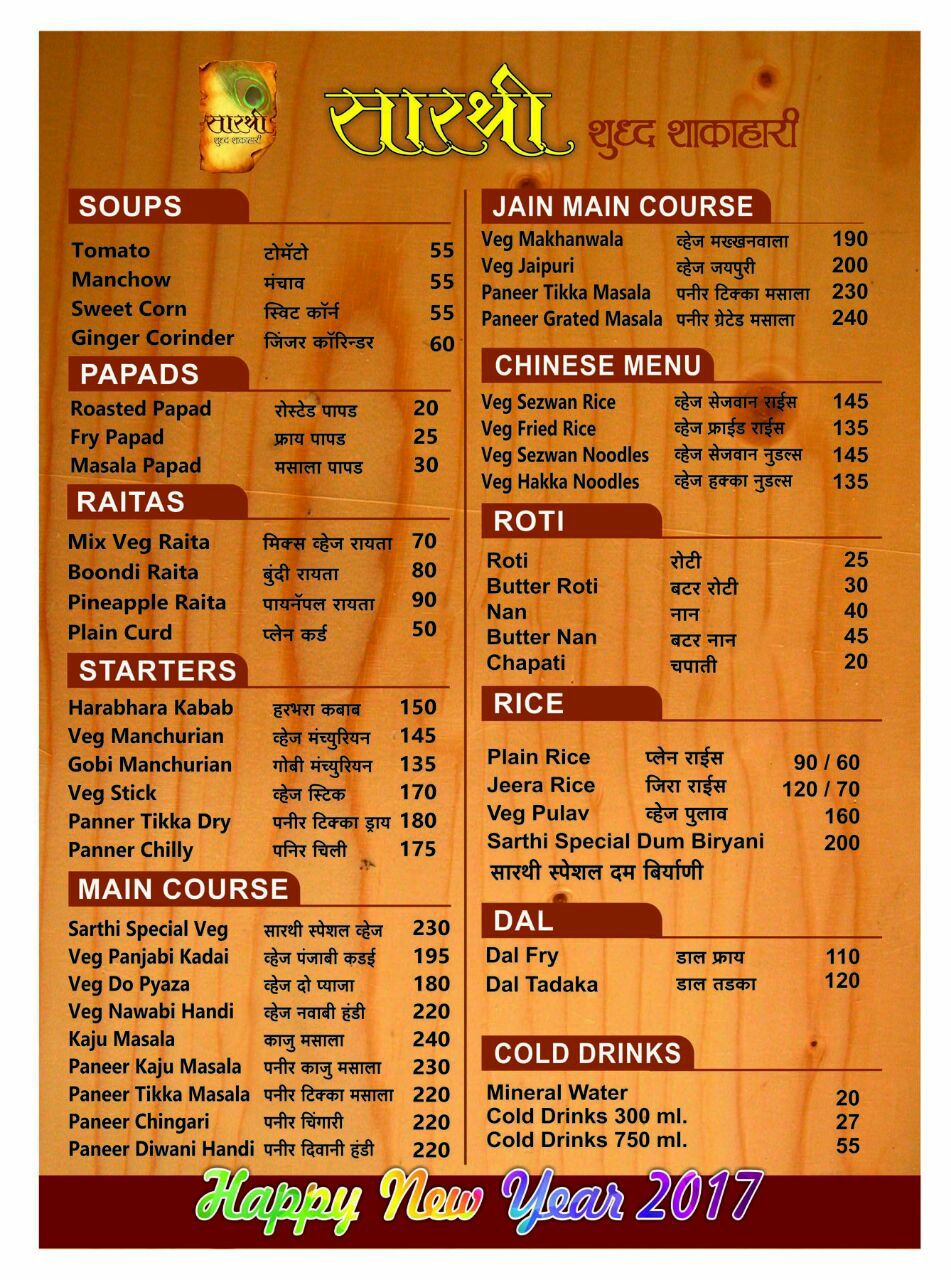 सारश्री
शुध्द शाकाहारी
सारश्री शुध्द शाकाहारी
SOUPS
Tomato टोमॅटो 55
Manchow मंचाव 55
Sweet Corn स्विट कॉर्न 55
Ginger Corinder जिंजर कॉरिन्डर 60
PAPADS
Roasted Papad रोस्टेड पापड 20
Fry Papad फ्राय पापड 25
Masala Papad मसाला पापड 30
RAITAS
Mix Veg Raita मिक्स व्हेज रायता 70
Boondi Raita बुंदी रायता 80
Pineapple Raita पायनॅपल रायता 90
Plain Curd प्लेन कर्ड 50
STARTERS
Harabhara Kabab हरभरा कबाब 150
Veg Manchurian व्हेज मंच्युरियन 145
Gobi Manchurian गोबी मंच्युरियन 135
Veg Stick व्हेज स्टिक 170
Panner Tikka Dry पनीर टिक्का ड्राय 180
Panner Chilly पनिर चिली 175
MAIN COURSE
Sarthi Special Veg सारथी स्पेशल व्हेज 230
Veg Panjabi Kadai व्हेज पंजाबी कडई 195
Veg Do Pyaza व्हेज दो प्याजा 180
Veg Nawabi Handi व्हेज नवाबी हंडी 220
Kaju Masala काजु मसाला 240
Paneer Kaju Masala पनीर काजु मसाला 230
Paneer Tikka Masala पनीर टिक्का मसाला 220
Paneer Chingari पनीर चिंगारी 220
Paneer Diwani Handi पनीर दिवानी हंडी 220
JAIN MAIN COURSE
Veg Makhanwala व्हेज मख्खनवाला 190
Veg Jaipuri व्हेज जयपुरी 200
Paneer Tikka Masala पनीर टिक्का मसाला 230
Paneer Grated Masala पनीर ग्रेटेड मसाला 240
CHINESE MENU
Veg Sezwan Rice व्हेज सेजवान राईस 145
Veg Fried Rice व्हेज फ्राईड राईस 135
Veg Sezwan Noodles व्हेज सेजवान नुडल्स 145
Veg Hakka Noodles व्हेज हक्का नुडल्स 135
ROTI
Roti रोटी 25
Butter Roti बटर रोटी 30
Nan नान 40
Butter Nan बटर नान 45
Chapati चपाती 20
RICE
Plain Rice प्लेन राईस 90 / 60
Jeera Rice जिरा राईस 120 / 70
Veg Pulav व्हेज पुलाव 160
Sarthi Special Dum Biryani 200
सारथी स्पेशल दम बिर्याणी
DAL
Dal Fry डाल फ्राय 110
Dal Tadaka डाल तडका 120
COLD DRINKS
Mineral Water 20
Cold Drinks 300 ml. 27
Cold Drinks 750 ml. 55
Happy New Year 2017